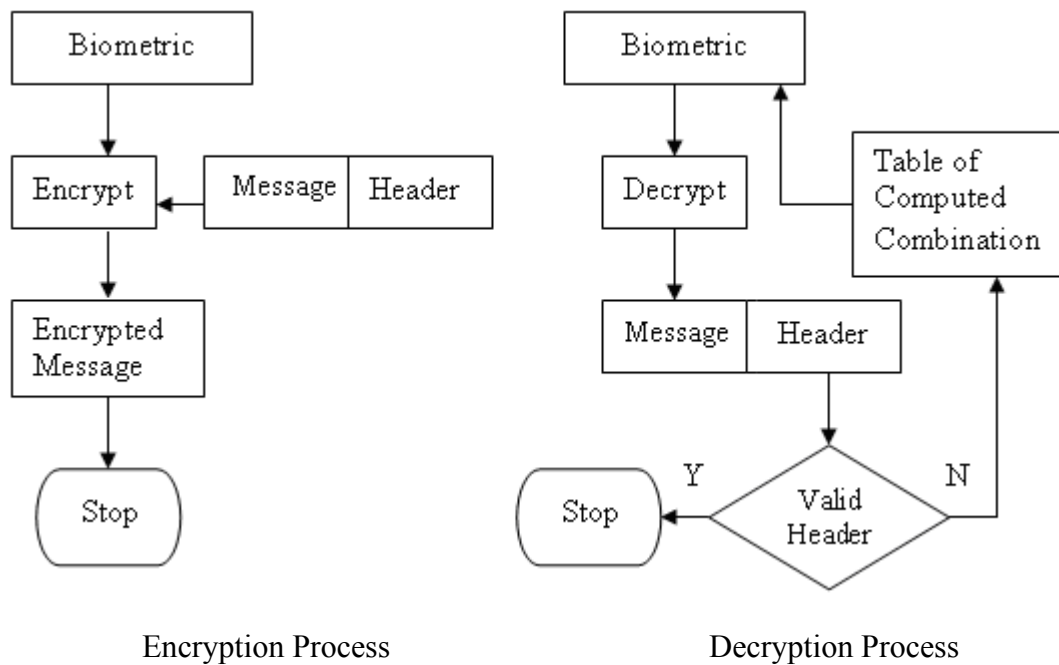 Biometric
Encrypt
Message
Header
Encrypted
Message
Stop
Encryption Process
Biometric
Table of
Computed
Combination
Decrypt
Message
Header
Y
N
Valid
Header
Stop
Decryption Process